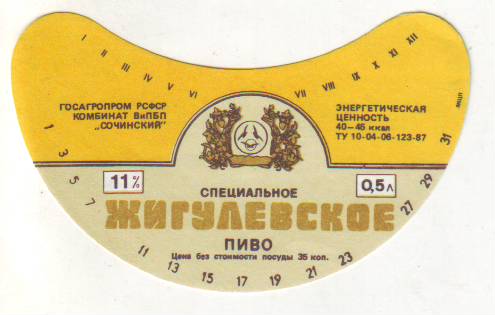 I II III IV V VI VII VIII IX X XI XII
ГОСАГРОПРОМ РСФСР
КОМБИНАТ ВиПБП
„СОЧИНСКИЙ"
ЭНЕРГЕТИЧЕСКАЯ
ЦЕННОСТЬ
40–46 ккал
ТУ 10-04-06-123-87
11%
0,5 л
СПЕЦИАЛЬНОЕ
ЖИГУЛЕВСКОЕ
ПИВО
Цена без стоимости посуды 35 коп.
1 3 5 7 11 13 15 17 19 21 23 27 29 31